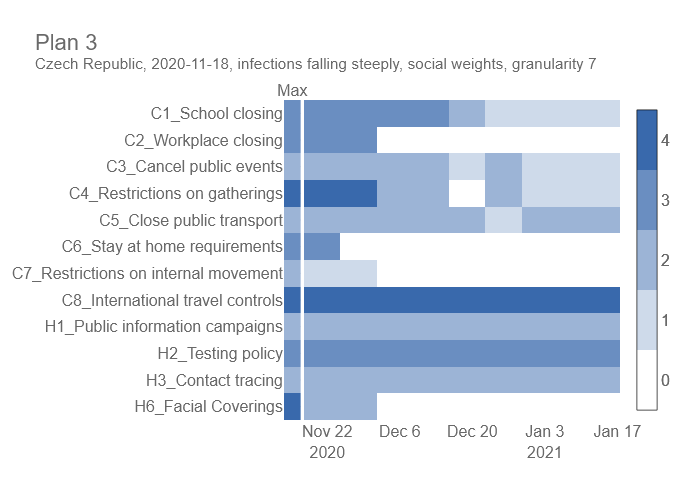 Plan 3
Czech Republic, 2020-11-18, infections falling steeply, social weights, granularity 7
Max
C1_School closing
C2_Workplace closing
C3_Cancel public events
C4_Restrictions on gatherings
C5_Close public transport
C6_Stay at home requirements
C7_Restrictions on internal movement
C8_International travel controls
H1_Public information campaigns
H2_Testing policy
H3_Contact tracing
H6_Facial Coverings
4
3
2
1
0
Nov 22 Dec 6 Dec 20 Jan 3 Jan 17
2020 2021